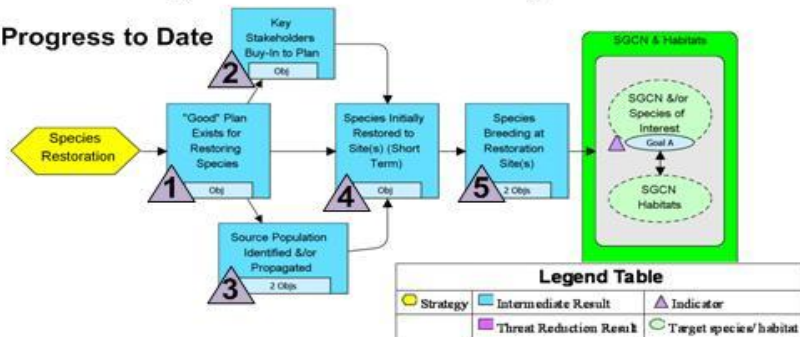 Progress to Date
Key
Stakeholders
Buy-In to Plan
Obj
2
SGCN & Habitats
Species
Restoration
"Good" Plan
Exists for
Restoring
Species
Obj
1
Species Initially
Restored to
Site(s) (Short
Term)
Obj
4
Species
Breeding at
Restoration
Site(s)
2 Objs
5
SGCN &/or
Species of
Interest
Goal A
SGCN
Habitats
Source Population
Identified &/or
Propagated
2 Objs
3
Legend Table
Strategy
Intermediate Result
Indicator
Threat Reduction Result
Target species/ habitat